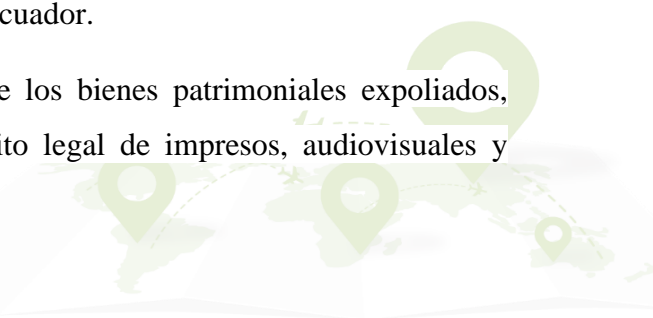 cuador.
e los bienes patrimoniales expoliados,
ito legal de impresos, audiovisuales y